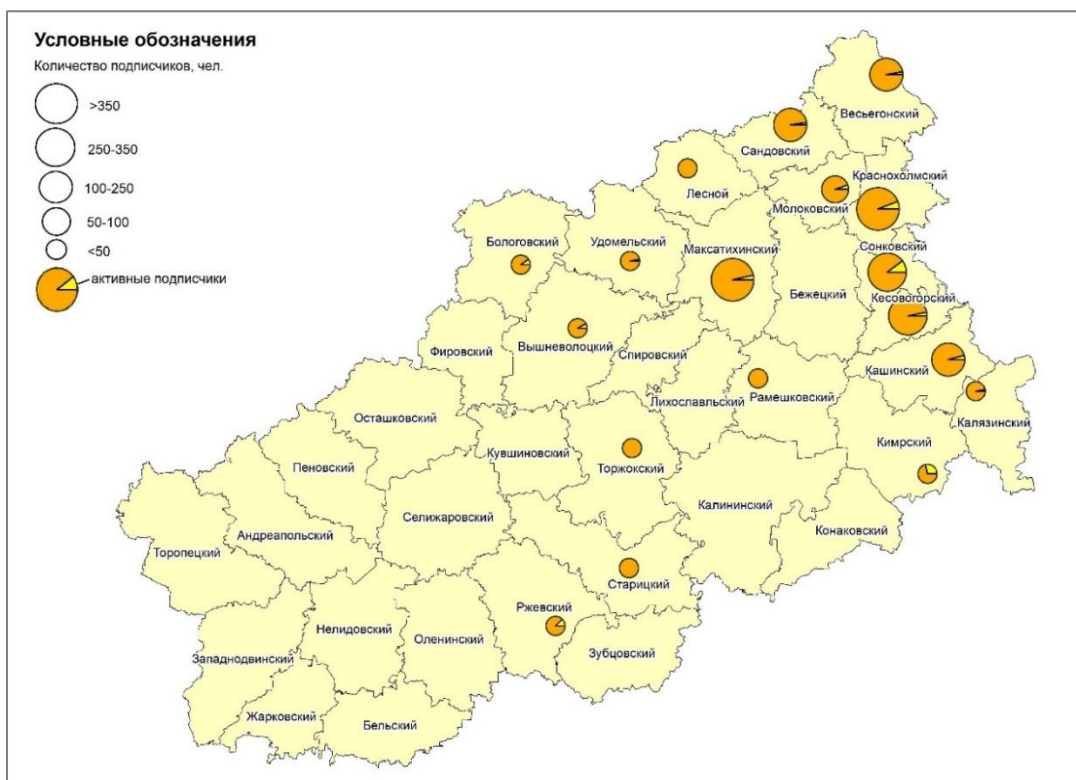 Условные обозначения
Количество подписчиков, чел.
>350
250-350
100-250
50-100
<50
активные подписчики
Весьегонский
Сандовский
Краснохолмский
Лесной
Молоковский
Бологовский
Удомельский
Максатихинский
Сонковский
Бежецкий
Кесовогорский
Вышневолоцкий
Фировский
Спировский
Кашинский
Лихославльский
Рамешковский
Калязинский
Осташковский
Кувшиновский
Кимрский
Пеновский
Торжокский
Калининский
Селижаровский
Андреапольский
Конаковский
Торопецкий
Старицкий
Ржевский
Нелидовский
Оленинский
Зубцовский
Западнодвинский
Жарковский
Бельский